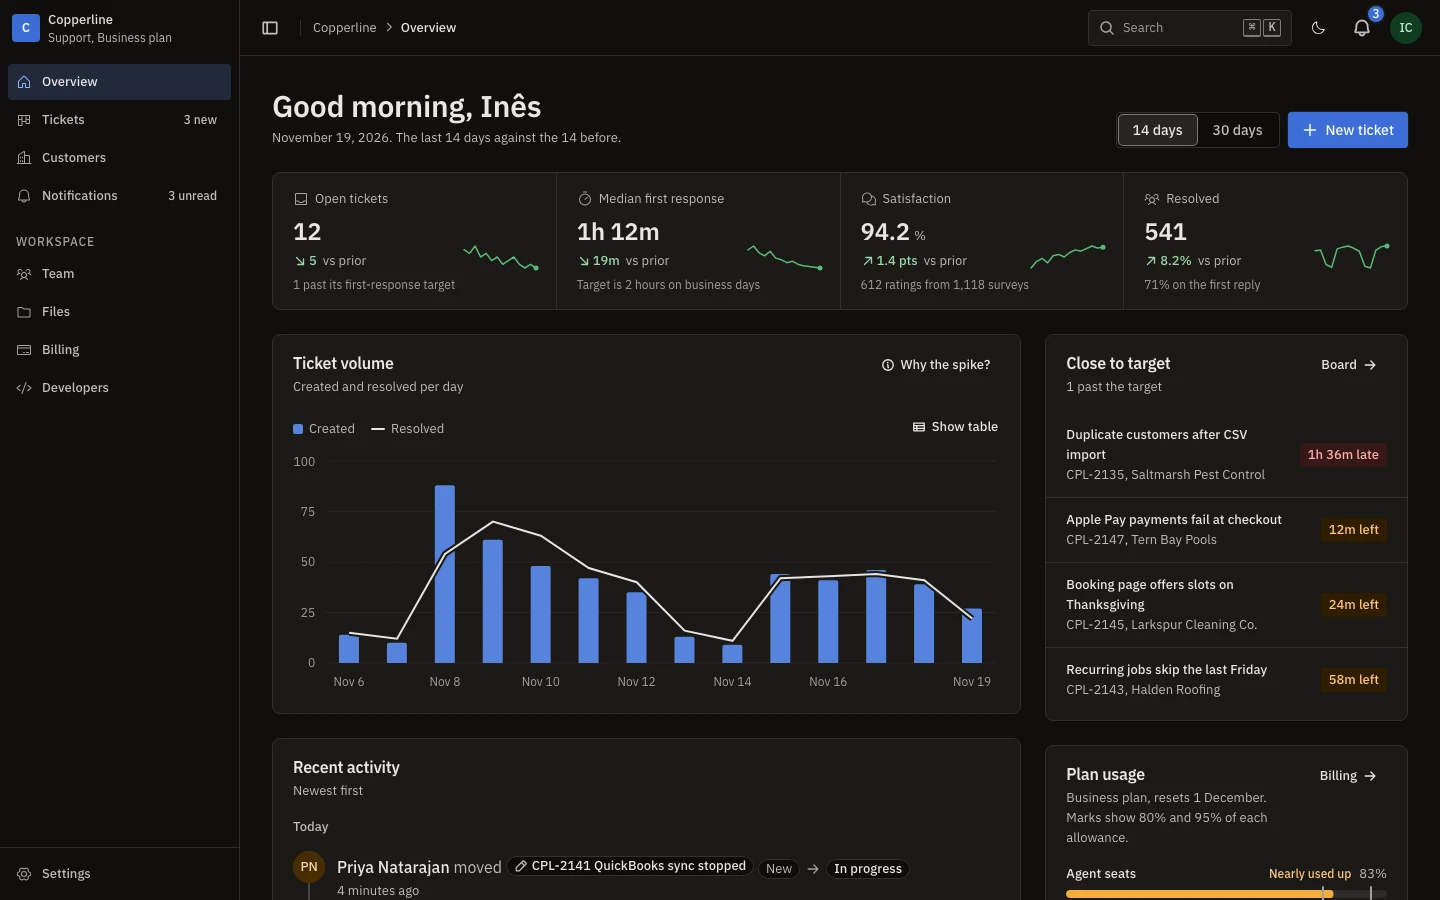 C
Copperline
Support, Business plan
Overview
Tickets 3 new
Customers
Notifications 3 unread
WORKSPACE
Team
Files
Billing
Developers
Settings
Copperline > Overview
Search ⌘ K
3
IC
Good morning, Inês
November 19, 2026. The last 14 days against the 14 before.
14 days 30 days
+ New ticket
Open tickets
12
↘ 5 vs prior
1 past its first-response target
Median first response
1h 12m
↘ 19m vs prior
Target is 2 hours on business days
Satisfaction
94.2 %
↗ 1.4 pts vs prior
612 ratings from 1,118 surveys
Resolved
541
↗ 8.2% vs prior
71% on the first reply
Ticket volume
Created and resolved per day
Why the spike?
Created Resolved
Show table
100
75
50
25
0
Nov 6 Nov 8 Nov 10 Nov 12 Nov 14 Nov 16 Nov 19
Close to target
1 past the target
Board →
Duplicate customers after CSV
import
CPL-2135, Saltmarsh Pest Control
1h 36m late
Apple Pay payments fail at checkout
CPL-2147, Tern Bay Pools
12m left
Booking page offers slots on
Thanksgiving
CPL-2145, Larkspur Cleaning Co.
24m left
Recurring jobs skip the last Friday
CPL-2143, Halden Roofing
58m left
Recent activity
Newest first
Today
PN
Priya Natarajan moved CPL-2141 QuickBooks sync stopped New → In progress
4 minutes ago
Plan usage
Billing →
Business plan, resets 1 December.
Marks show 80% and 95% of each
allowance.
Agent seats Nearly used up 83%